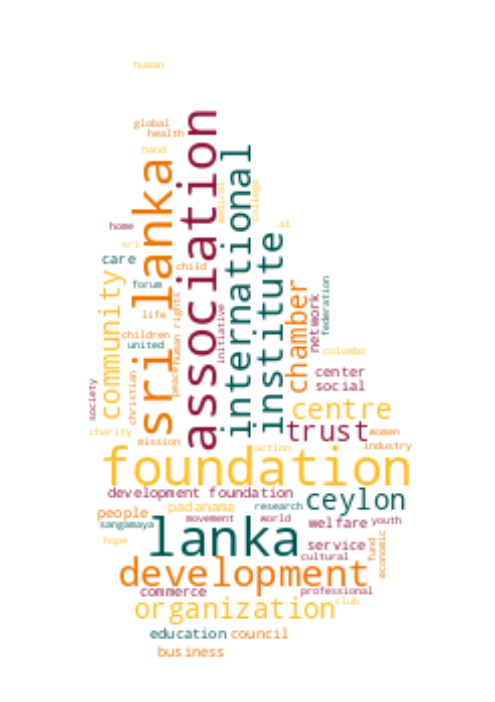 human
global
health
hand
sri lanka
association
international
medical
college
home
al
sri
institute
care
child
community
forum
chamber
network
federation
life
human rights
initiative
children
united
colombo
peace
christian
center
society
social
centre
charity
trust
women
mission
action
industry
foundation
development foundation
ceylon
padanama
research
people
movement
world
sangamaya
welfare
youth
lanka
hope
service
cultural
fund
economic
development
commerce
professional
organization
club
education
council
business